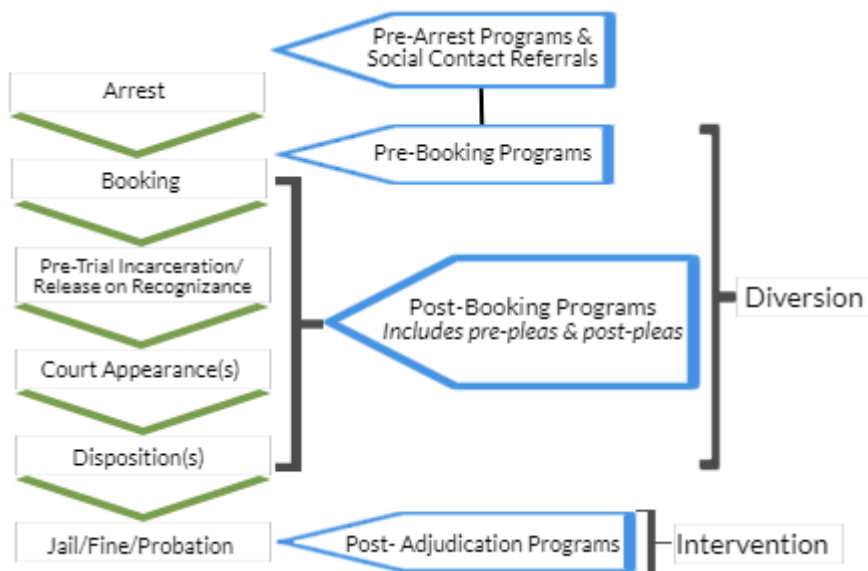 Pre-Arrest Programs &
Social Contact Referrals
Arrest
Pre-Booking Programs
Booking
Pre-Trial Incarceration/
Release on Recognizance
Post-Booking Programs
Includes pre-pleas & post-pleas
Diversion
Court Appearance(s)
Disposition(s)
Jail/Fine/Probation
Post- Adjudication Programs
Intervention